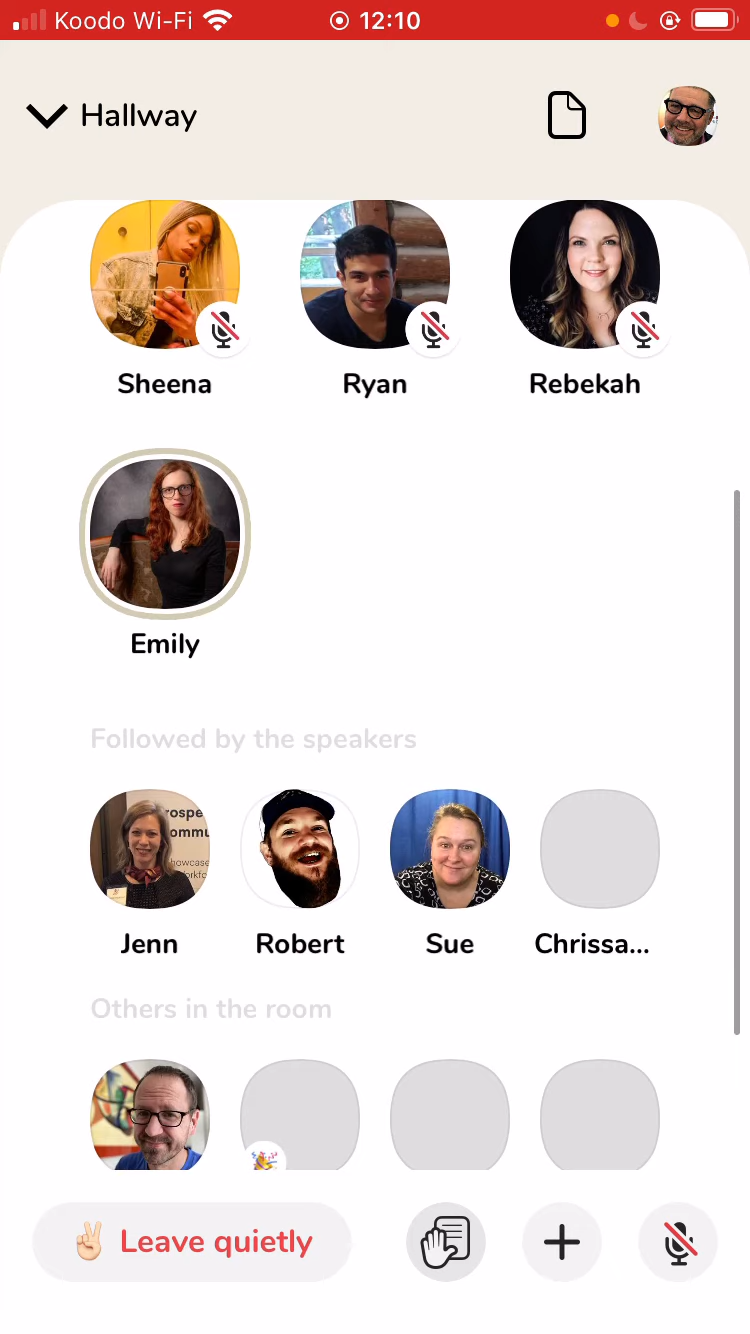 Koodo Wi-Fi 12:10
Hallway
Sheena Ryan Rebekah
Emily
Followed by the speakers
Jenn Robert Sue Chrissa...
Others in the room
Leave quietly